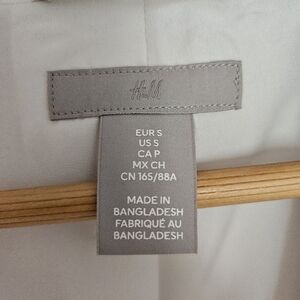 H&M
EUR S
US S
CA P
MX CH
CN 165/88A
MADE IN
BANGLADESH
FABRIQUÉ AU
BANGLADESH